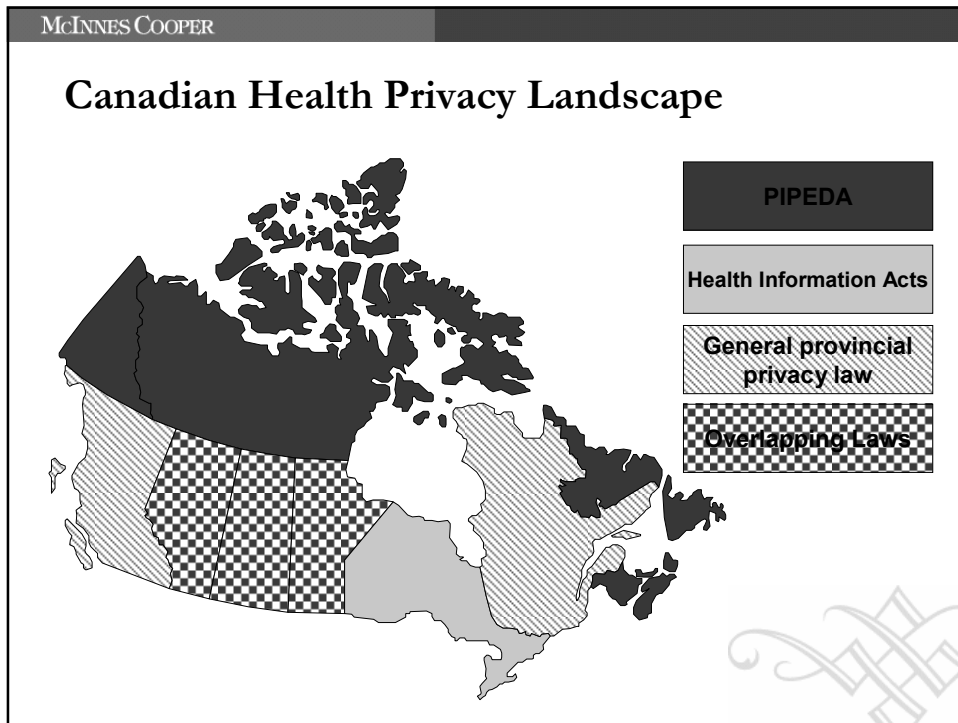 McInnes Cooper
Canadian Health Privacy Landscape
PIPEDA
Health Information Acts
General provincial
privacy law
Overlapping Laws